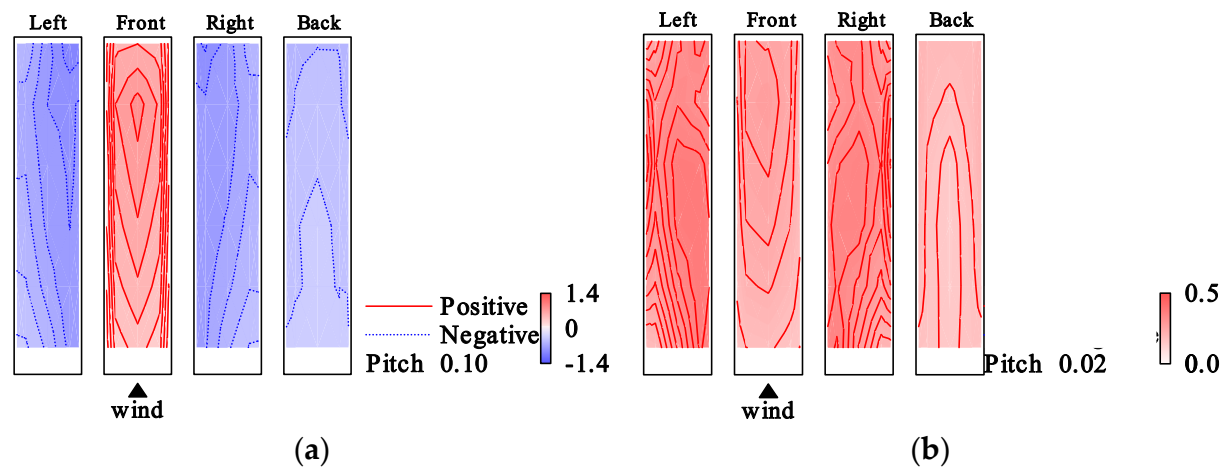 Left Front Right Back
Positive
Negative
Pitch 0.10
1.4
0
-1.4
wind
(a)
Left Front Right Back
Pitch 0.02
0.5
0.0
wind
(b)